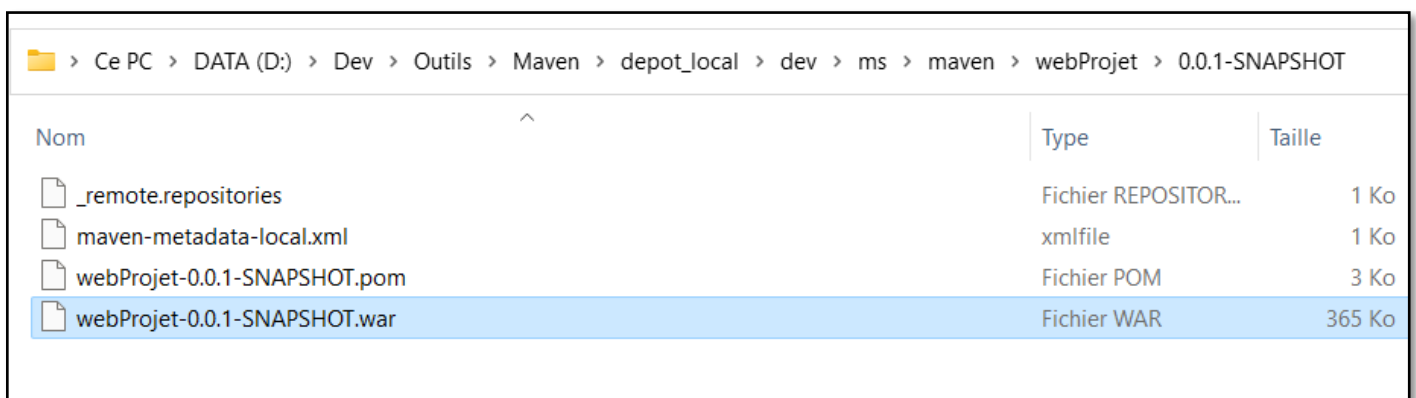 Ce PC > DATA (D:) > Dev > Outils > Maven > depot_local > dev > ms > maven > webProjet > 0.0.1-SNAPSHOT
Nom Type Taille
_remote.repositories Fichier REPOSITOR... 1 Ko
maven-metadata-local.xml xmlfile 1 Ko
webProjet-0.0.1-SNAPSHOT.pom Fichier POM 3 Ko
webProjet-0.0.1-SNAPSHOT.war Fichier WAR 365 Ko